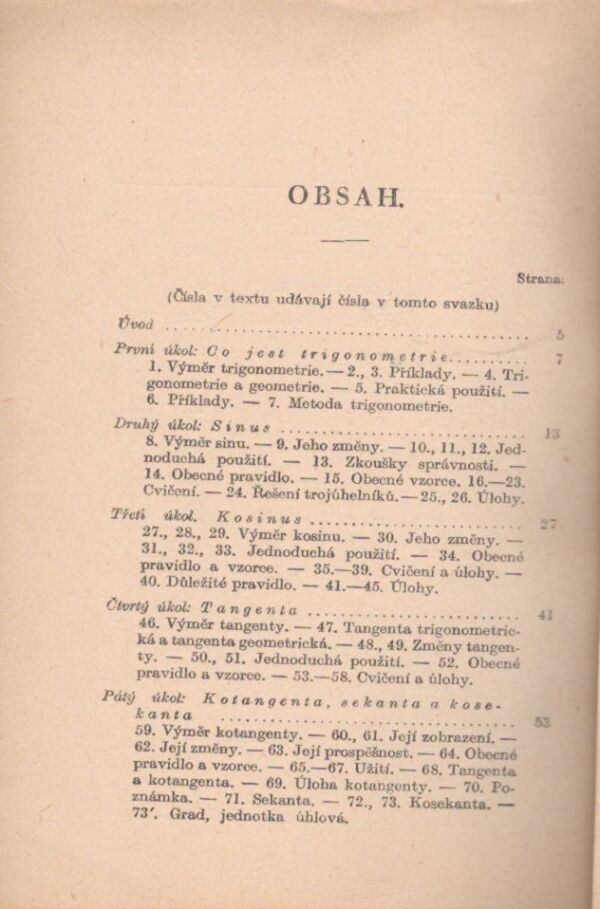 OBSAH.
Strana:
(Čísla v textu udávají čísla v tomto svazku)
Úvod ........................................ 5
První úkol: Co jest trigonometrie.......... 7
1. Výměr trigonometrie. — 2., 3. Příklady. — 4. Tri-
gonometrie a geometrie. — 5. Praktická použití. —
6. Příklady. — 7. Metoda trigonometrie.
Druhý úkol: Sinus .......................... 13
8. Výměr sinu. — 9. Jeho změny. — 10., 11., 12. Jed-
noduchá použití. — 13. Zkoušky správnosti. —
14. Obecné pravidlo. — 15. Obecné vzorce. 16.—23.
Cvičení. — 24. Řešení trojúhelníků. — 25., 26. Úlohy.
Třetí úkol. Kosinus ........................ 27
27., 28., 29. Výměr kosinu. — 30. Jeho změny. —
31., 32., 33. Jednoduchá použití. — 34. Obecné
pravidlo a vzorce. — 35.—39. Cvičení a úlohy. —
40. Důležité pravidlo. — 41.—45. Úlohy.
Čtvrtý úkol: Tangenta ...................... 41
46. Výměr tangenty. — 47. Tangenta trigonometric-
ká a tangenta geometrická. — 48., 49. Změny tangen-
ty. — 50., 51. Jednoduchá použití. — 52. Obecné
pravidlo a vzorce. — 53.—58. Cvičení a úlohy.
Pátý úkol: Kotangenta, sekanta a kose-
kanta ........................... 53
59. Výměr kotangenty. — 60., 61. Její zobrazení. —
62. Její změny. — 63. Její prospěšnost. — 64. Obecné
pravidlo a vzorce. — 65.—67. Užití. — 68. Tangenta
a kotangenta. — 69. Úloha kotangenty. — 70. Po-
známka. — 71. Sekanta. — 72., 73. Kosekanta. —
73'. Grad, jednotka úhlová.